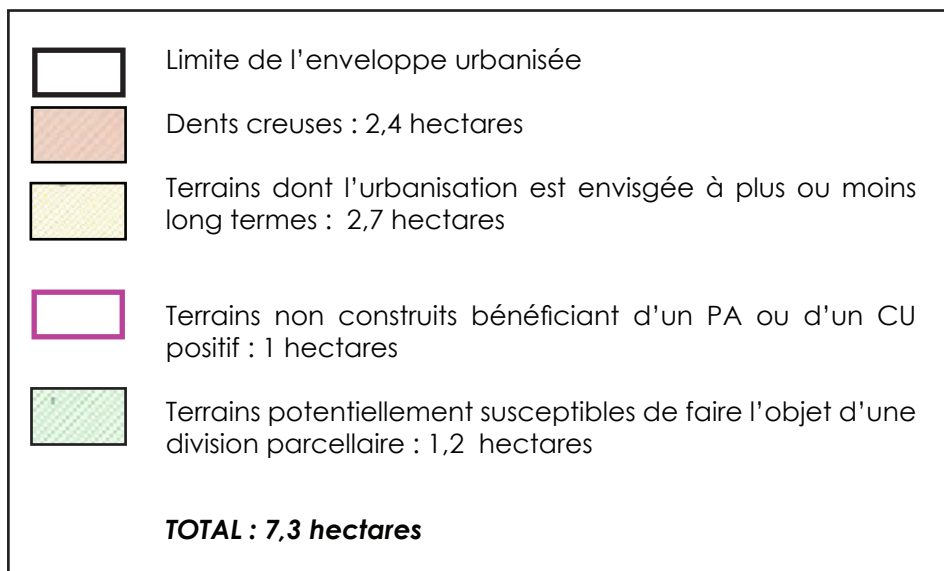 Limite de l’enveloppe urbanisée
Dents creuses : 2,4 hectares
Terrains dont l’urbanisation est envisgée à plus ou moins
long termes : 2,7 hectares
Terrains non construits bénéficiant d’un PA ou d’un CU
positif : 1 hectares
Terrains potentiellement susceptibles de faire l’objet d’une
division parcellaire : 1,2 hectares
TOTAL : 7,3 hectares